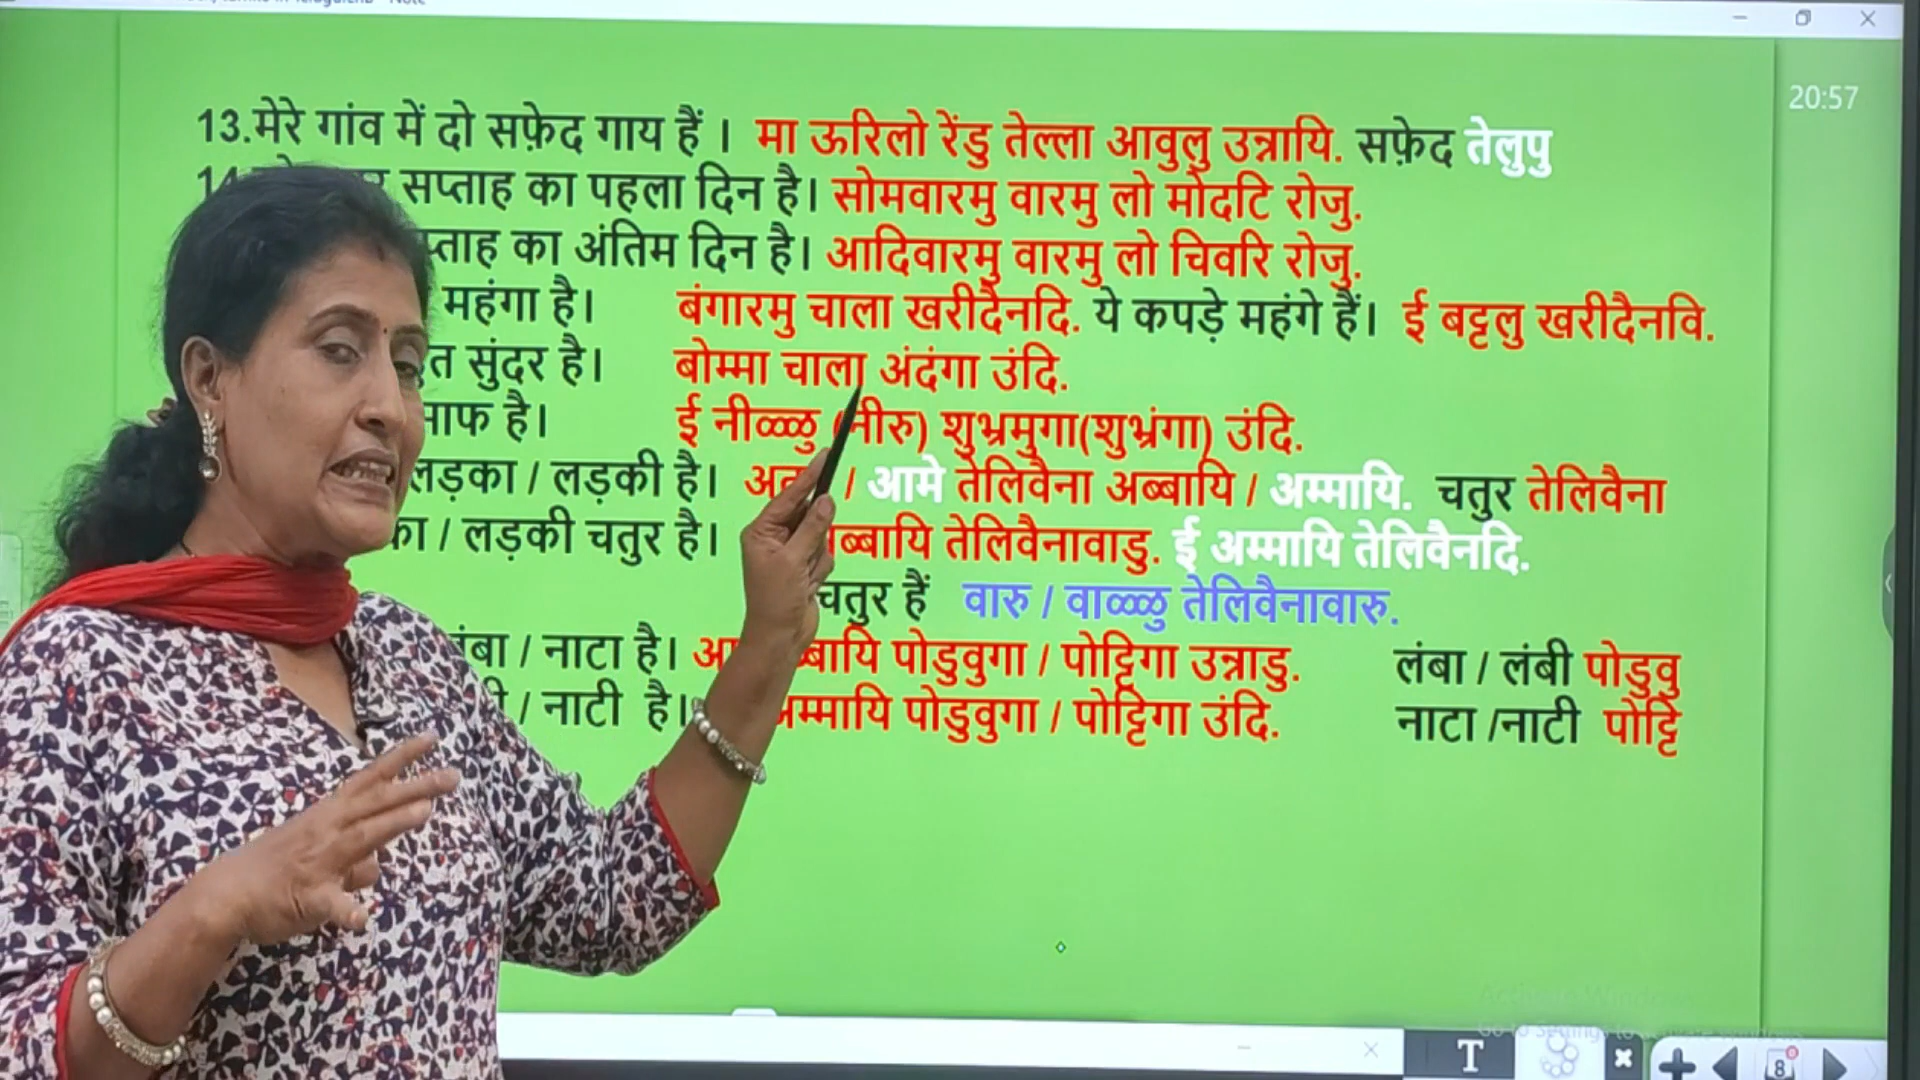 20:57
13.मेरे गांव में दो सफ़ेद गाय हैं । मा ऊरिलो रेंडु तेल्ला आवुलु उन्नायि. सफ़ेद तेलुपु
सप्ताह का पहला दिन है। सोमवारमु वारमु लो मोदटि रोजु.
का अंतिम दिन है। आदिवारमु वारमु लो चिवरि रोजु.
महंगा है। बंगारमु चाला खरीदैनदि. ये कपड़े महंगे हैं। ई बट्टलु खरीदैनवि.
सुंदर है। बोम्मा चाला अंदंगा उंदि.
है। ई नीळ्ळु (नीरु) शुभ्रमुगा(शुभ्रंगा) उंदि.
लड़का / लड़की है। / आमे तेलिवैना अब्बायि / अम्मायि. चतुर तेलिवैना
/ लड़की चतुर है। तेलिवैनावाडु. ई अम्मायि तेलिवैनदि.
चतुर हैं वारु / वाळ्ळु तेलिवैनावारु.
/ नाटा है। पोडुवुगा / पोट्टिगा उन्नाडु. लंबा / लंबी पोडुवु
/ नाटी है। अम्मायि पोडुवुगा / पोट्टिगा उंदि. नाटा /नाटी पोट्टि
T
8